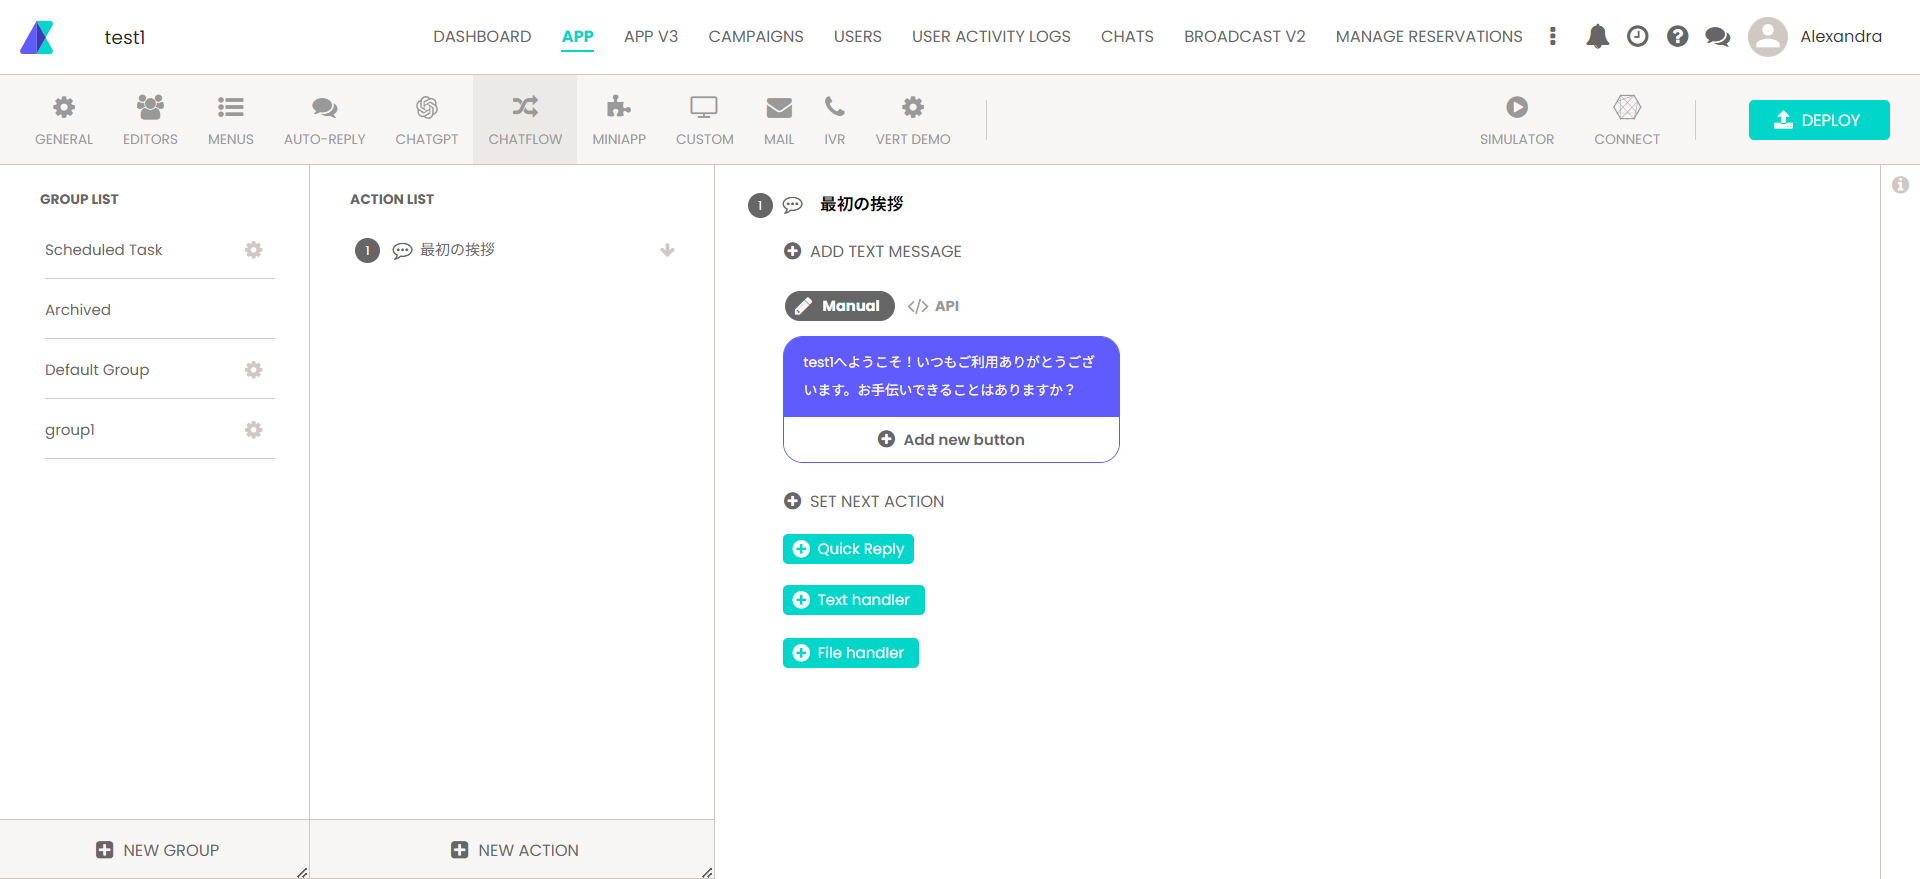 test1
DASHBOARD APP APP V3 CAMPAIGNS USERS USER ACTIVITY LOGS CHATS BROADCAST V2 MANAGE RESERVATIONS Alexandra
GENERAL EDITORS MENUS AUTO-REPLY CHATGPT CHATFLOW MINIAPP CUSTOM MAIL IVR VERT DEMO SIMULATOR CONNECT DEPLOY
GROUP LIST
Scheduled Task
Archived
Default Group
group1
NEW GROUP
ACTION LIST
1 最初の挨拶
NEW ACTION
1 最初の挨拶
ADD TEXT MESSAGE
Manual </> API
test1へようこそ！いつもご利用ありがとうござ
います。お手伝いできることはありますか？
Add new button
SET NEXT ACTION
Quick Reply
Text handler
File handler